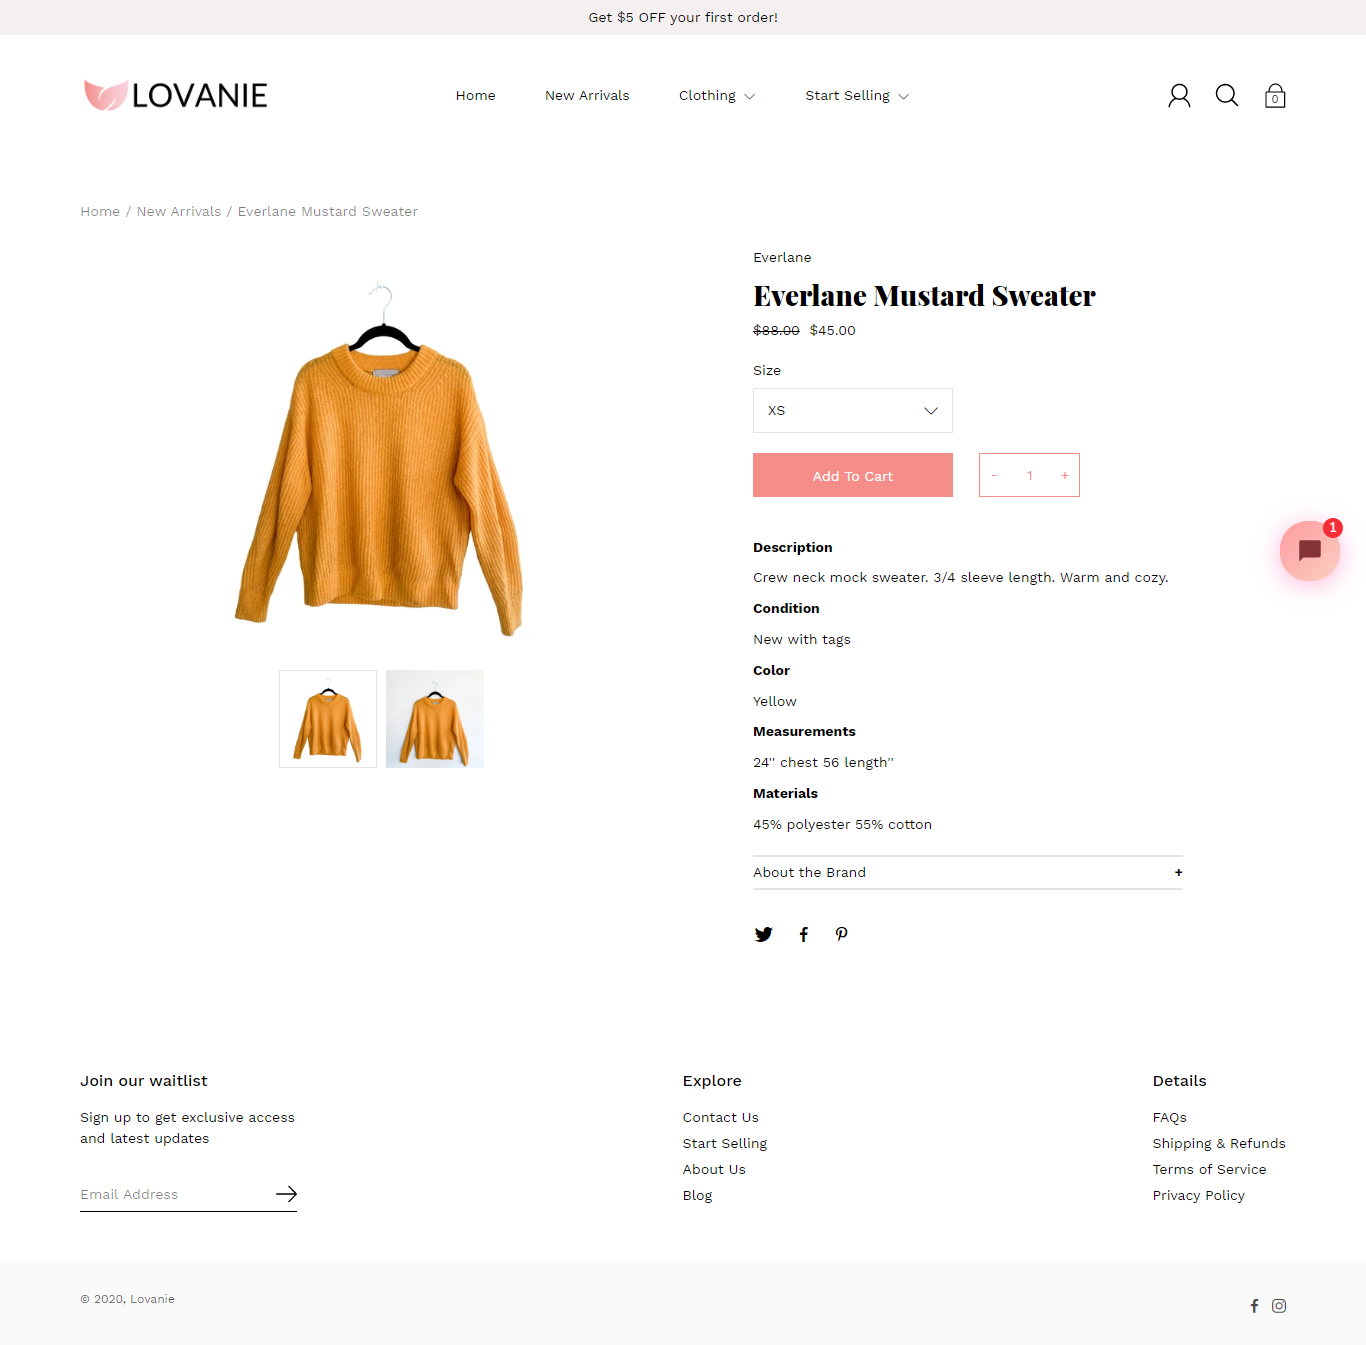 Get $5 OFF your first order!
LOVANIE
Home New Arrivals Clothing Start Selling
0
Home / New Arrivals / Everlane Mustard Sweater
Everlane
Everlane Mustard Sweater
$88.00 $45.00
Size
XS
Add To Cart - 1 +
1
Description
Crew neck mock sweater. 3/4 sleeve length. Warm and cozy.
Condition
New with tags
Color
Yellow
Measurements
24'' chest 56 length''
Materials
45% polyester 55% cotton
About the Brand +
Join our waitlist
Sign up to get exclusive access
and latest updates
Email Address
Explore
Contact Us
Start Selling
About Us
Blog
Details
FAQs
Shipping & Refunds
Terms of Service
Privacy Policy
© 2020, Lovanie